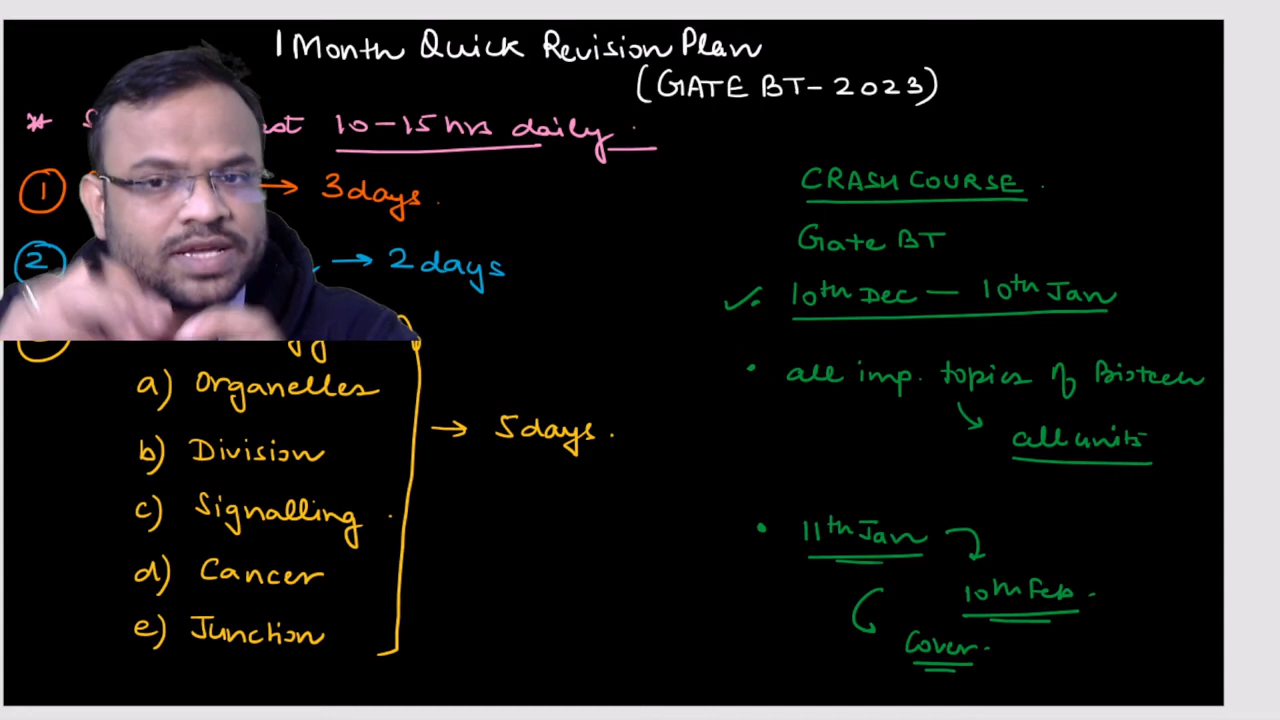 1 Month Quick Revision Plan
(GATE BT- 2023)
* 10-15 hrs daily.
1 → 3 days.
2 → 2 days
a) Organelles
b) Division
c) Signalling
d) Cancer
e) Junction
→ 5 days.
CRASH COURSE.
Gate BT
10th Dec — 10th Jan
• all imp. topics of Biotech
all units
• 11th Jan
10th Feb.
Cover.